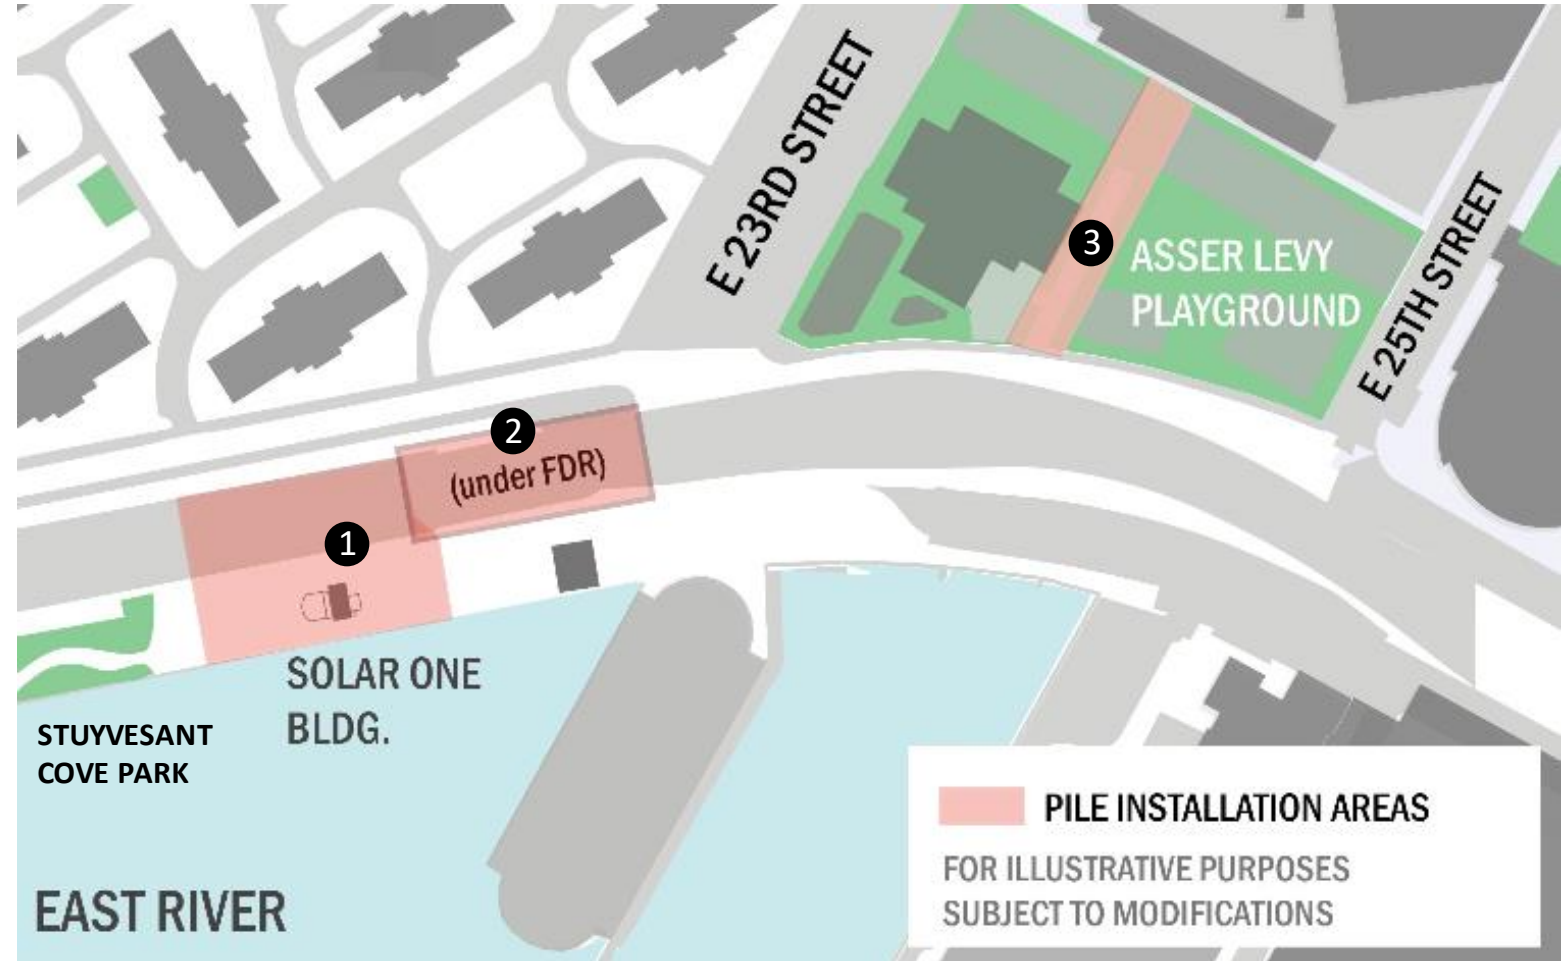 E 23RD STREET
3
ASSER LEVY
PLAYGROUND
E 25TH STREET
2
(under FDR)
1
SOLAR ONE
BLDG.
STUYVESANT
COVE PARK
EAST RIVER
PILE INSTALLATION AREAS
FOR ILLUSTRATIVE PURPOSES
SUBJECT TO MODIFICATIONS